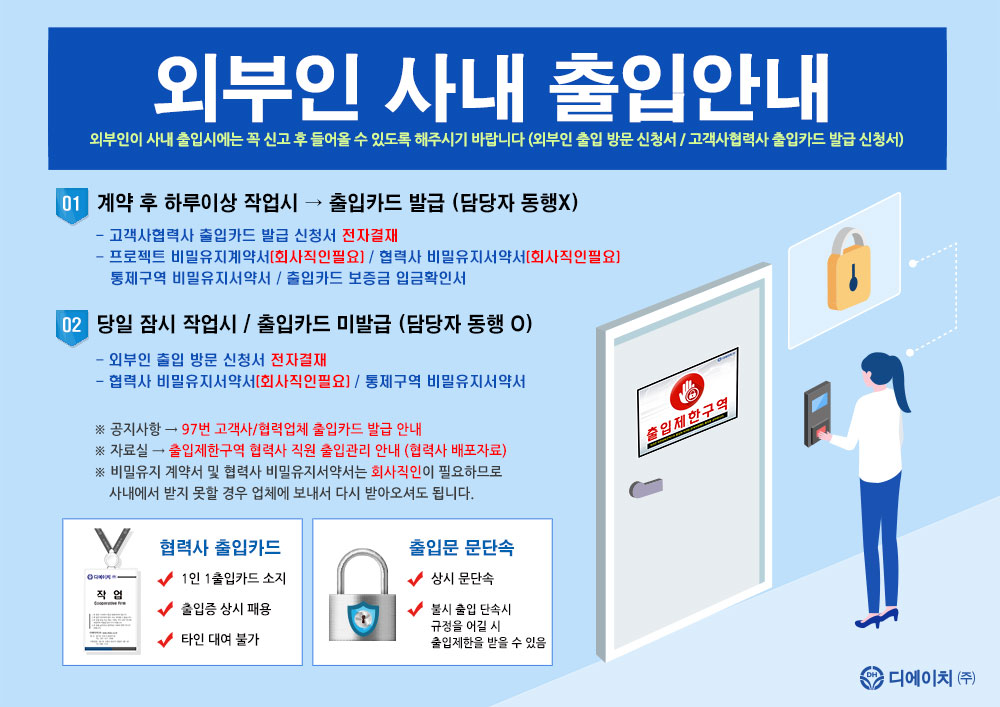 외부인 사내 출입안내
외부인이 사내 출입시에는 꼭 신고 후 들어올 수 있도록 해주시기 바랍니다 (외부인 출입 방문 신청서 / 고객사협력사 출입카드 발급 신청서)
01 계약 후 하루이상 작업시 → 출입카드 발급 (담당자 동행X)
- 고객사협력사 출입카드 발급 신청서 전자결재
- 프로젝트 비밀유지계약서(회사직인필요) / 협력사 비밀유지서약서(회사직인필요)
통제구역 비밀유지서약서 / 출입카드 보증금 입금확인서
02 당일 잠시 작업시 / 출입카드 미발급 (담당자 동행 O)
- 외부인 출입 방문 신청서 전자결재
- 협력사 비밀유지서약서(회사직인필요) / 통제구역 비밀유지서약서
※ 공지사항 → 97번 고객사/협력업체 출입카드 발급 안내
※ 자료실 → 출입제한구역 협력사 직원 출입관리 안내 (협력사 배포자료)
※ 비밀유지 계약서 및 협력사 비밀유지서약서는 회사직인이 필요하므로
사내에서 받지 못할 경우 업체에 보내서 다시 받아오셔도 됩니다.
디에이치 (주)
작 업
Cooperative Firm
협력사 출입카드
1인 1출입카드 소지
출입증 상시 패용
타인 대여 불가
출입문 문단속
상시 문단속
불시 출입 단속시
규정을 어길 시
출입제한을 받을 수 있음
출입제한구역
DH 디에이치 (주)